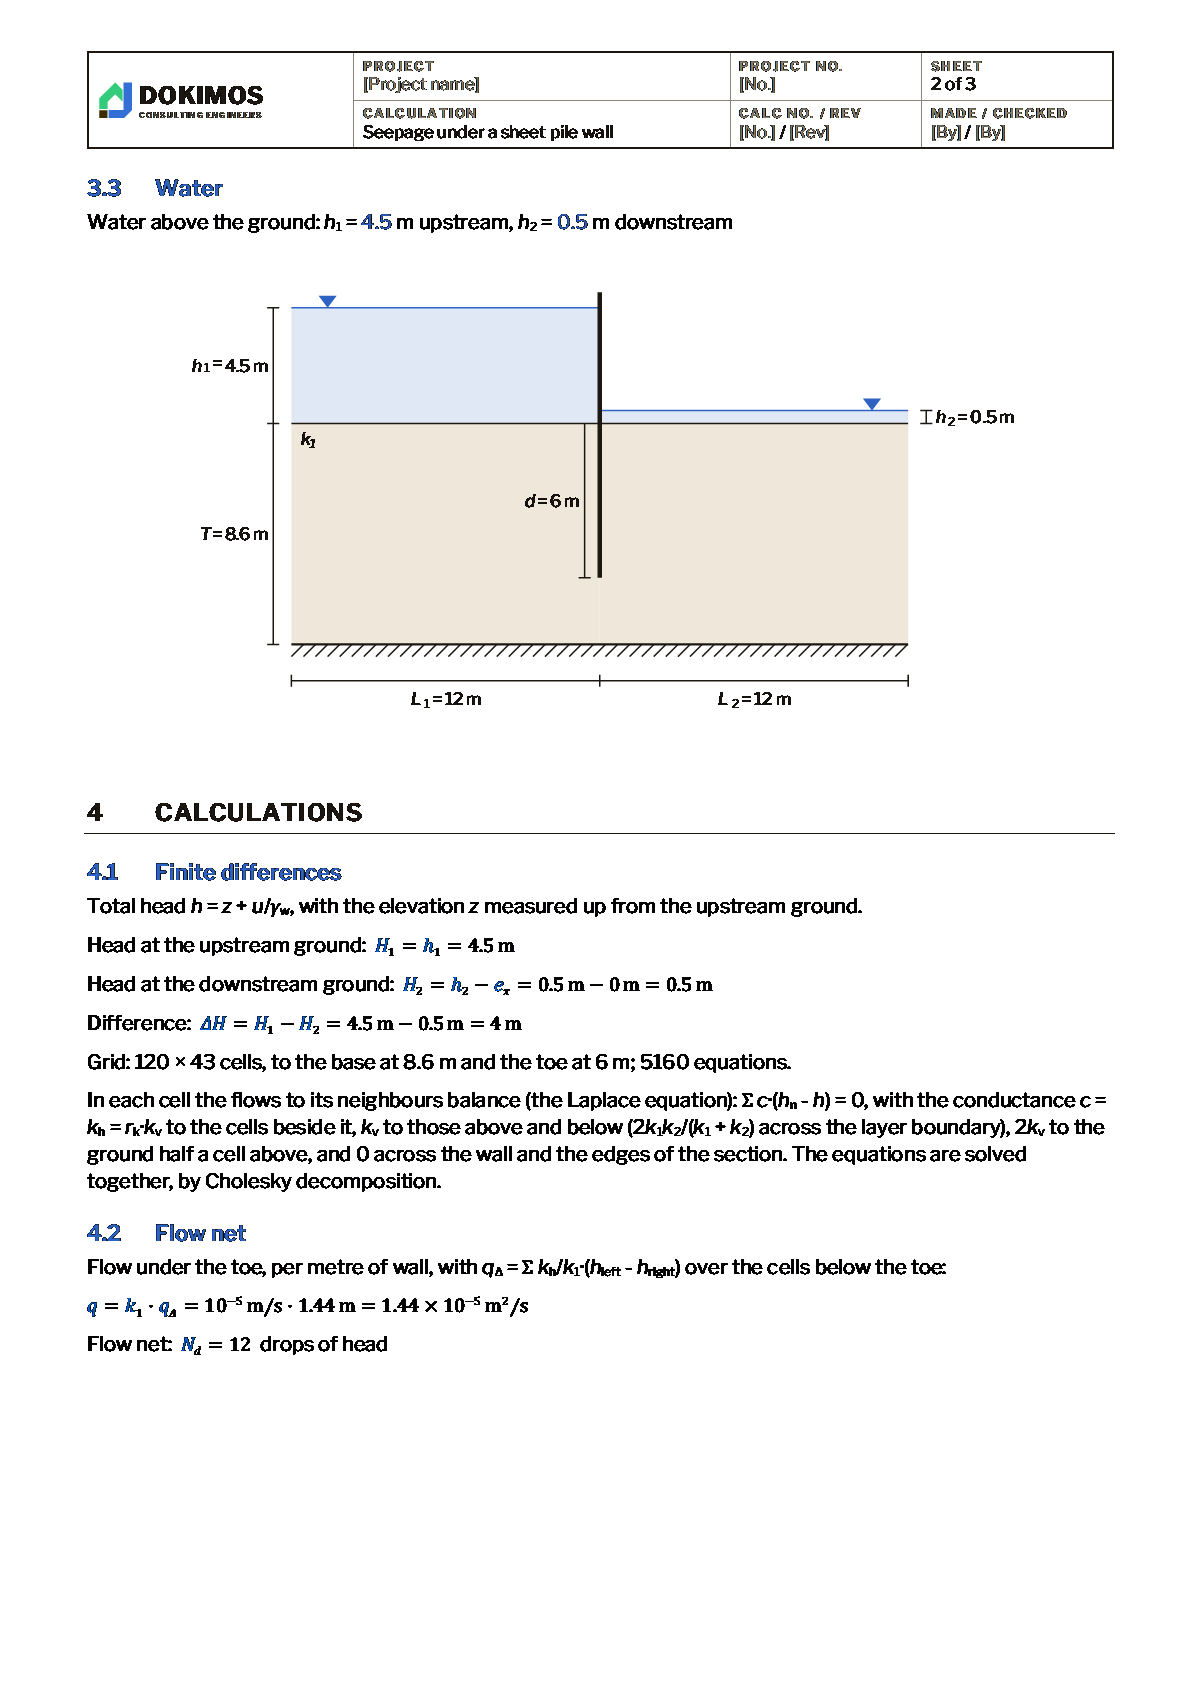 DOKIMOS
CONSULTING ENGINEERS
PROJECT
[Project name]
PROJECT NO.
[No.]
SHEET
2 of 3
CALCULATION
Seepage under a sheet pile wall
CALC NO. / REV
[No.] / [Rev]
MADE / CHECKED
[By] / [By]
3.3 Water
Water above the ground: h₁ = 4.5 m upstream, h₂ = 0.5 m downstream
h₁=4.5 m
h₂=0.5 m
k₁
d=6 m
T=8.6 m
L₁=12 m
L₂=12 m
4 CALCULATIONS
4.1 Finite differences
Total head h = z + u/γw, with the elevation z measured up from the upstream ground.
Head at the upstream ground: H₁ = h₁ = 4.5 m
Head at the downstream ground: H₂ = h₂ − eₓ = 0.5 m − 0 m = 0.5 m
Difference: ΔH = H₁ − H₂ = 4.5 m − 0.5 m = 4 m
Grid: 120 × 43 cells, to the base at 8.6 m and the toe at 6 m; 5160 equations.
In each cell the flows to its neighbours balance (the Laplace equation): Σ c·(hn - h) = 0, with the conductance c =
kh = rk·kv to the cells beside it, kv to those above and below (2k₁k₂/(k₁ + k₂) across the layer boundary), 2kv to the
ground half a cell above, and 0 across the wall and the edges of the section. The equations are solved
together, by Cholesky decomposition.
4.2 Flow net
Flow under the toe, per metre of wall, with qΔ = Σ kh/k₁·(hleft - hright) over the cells below the toe:
q = k₁ · qΔ = 10⁻⁵ m/s · 1.44 m = 1.44 × 10⁻⁵ m²/s
Flow net: Nd = 12 drops of head